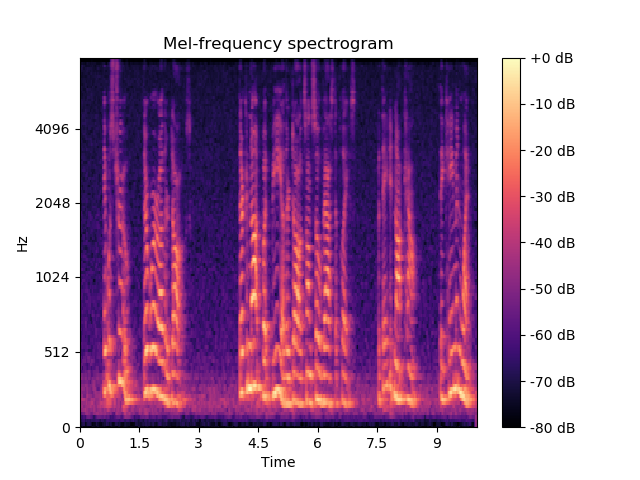 Mel-frequency spectrogram
+0 dB
4096
-10 dB
-20 dB
2048
-30 dB
Hz
1024
-40 dB
-50 dB
512
-60 dB
-70 dB
0
-80 dB
0 1.5 3 4.5 6 7.5 9
Time